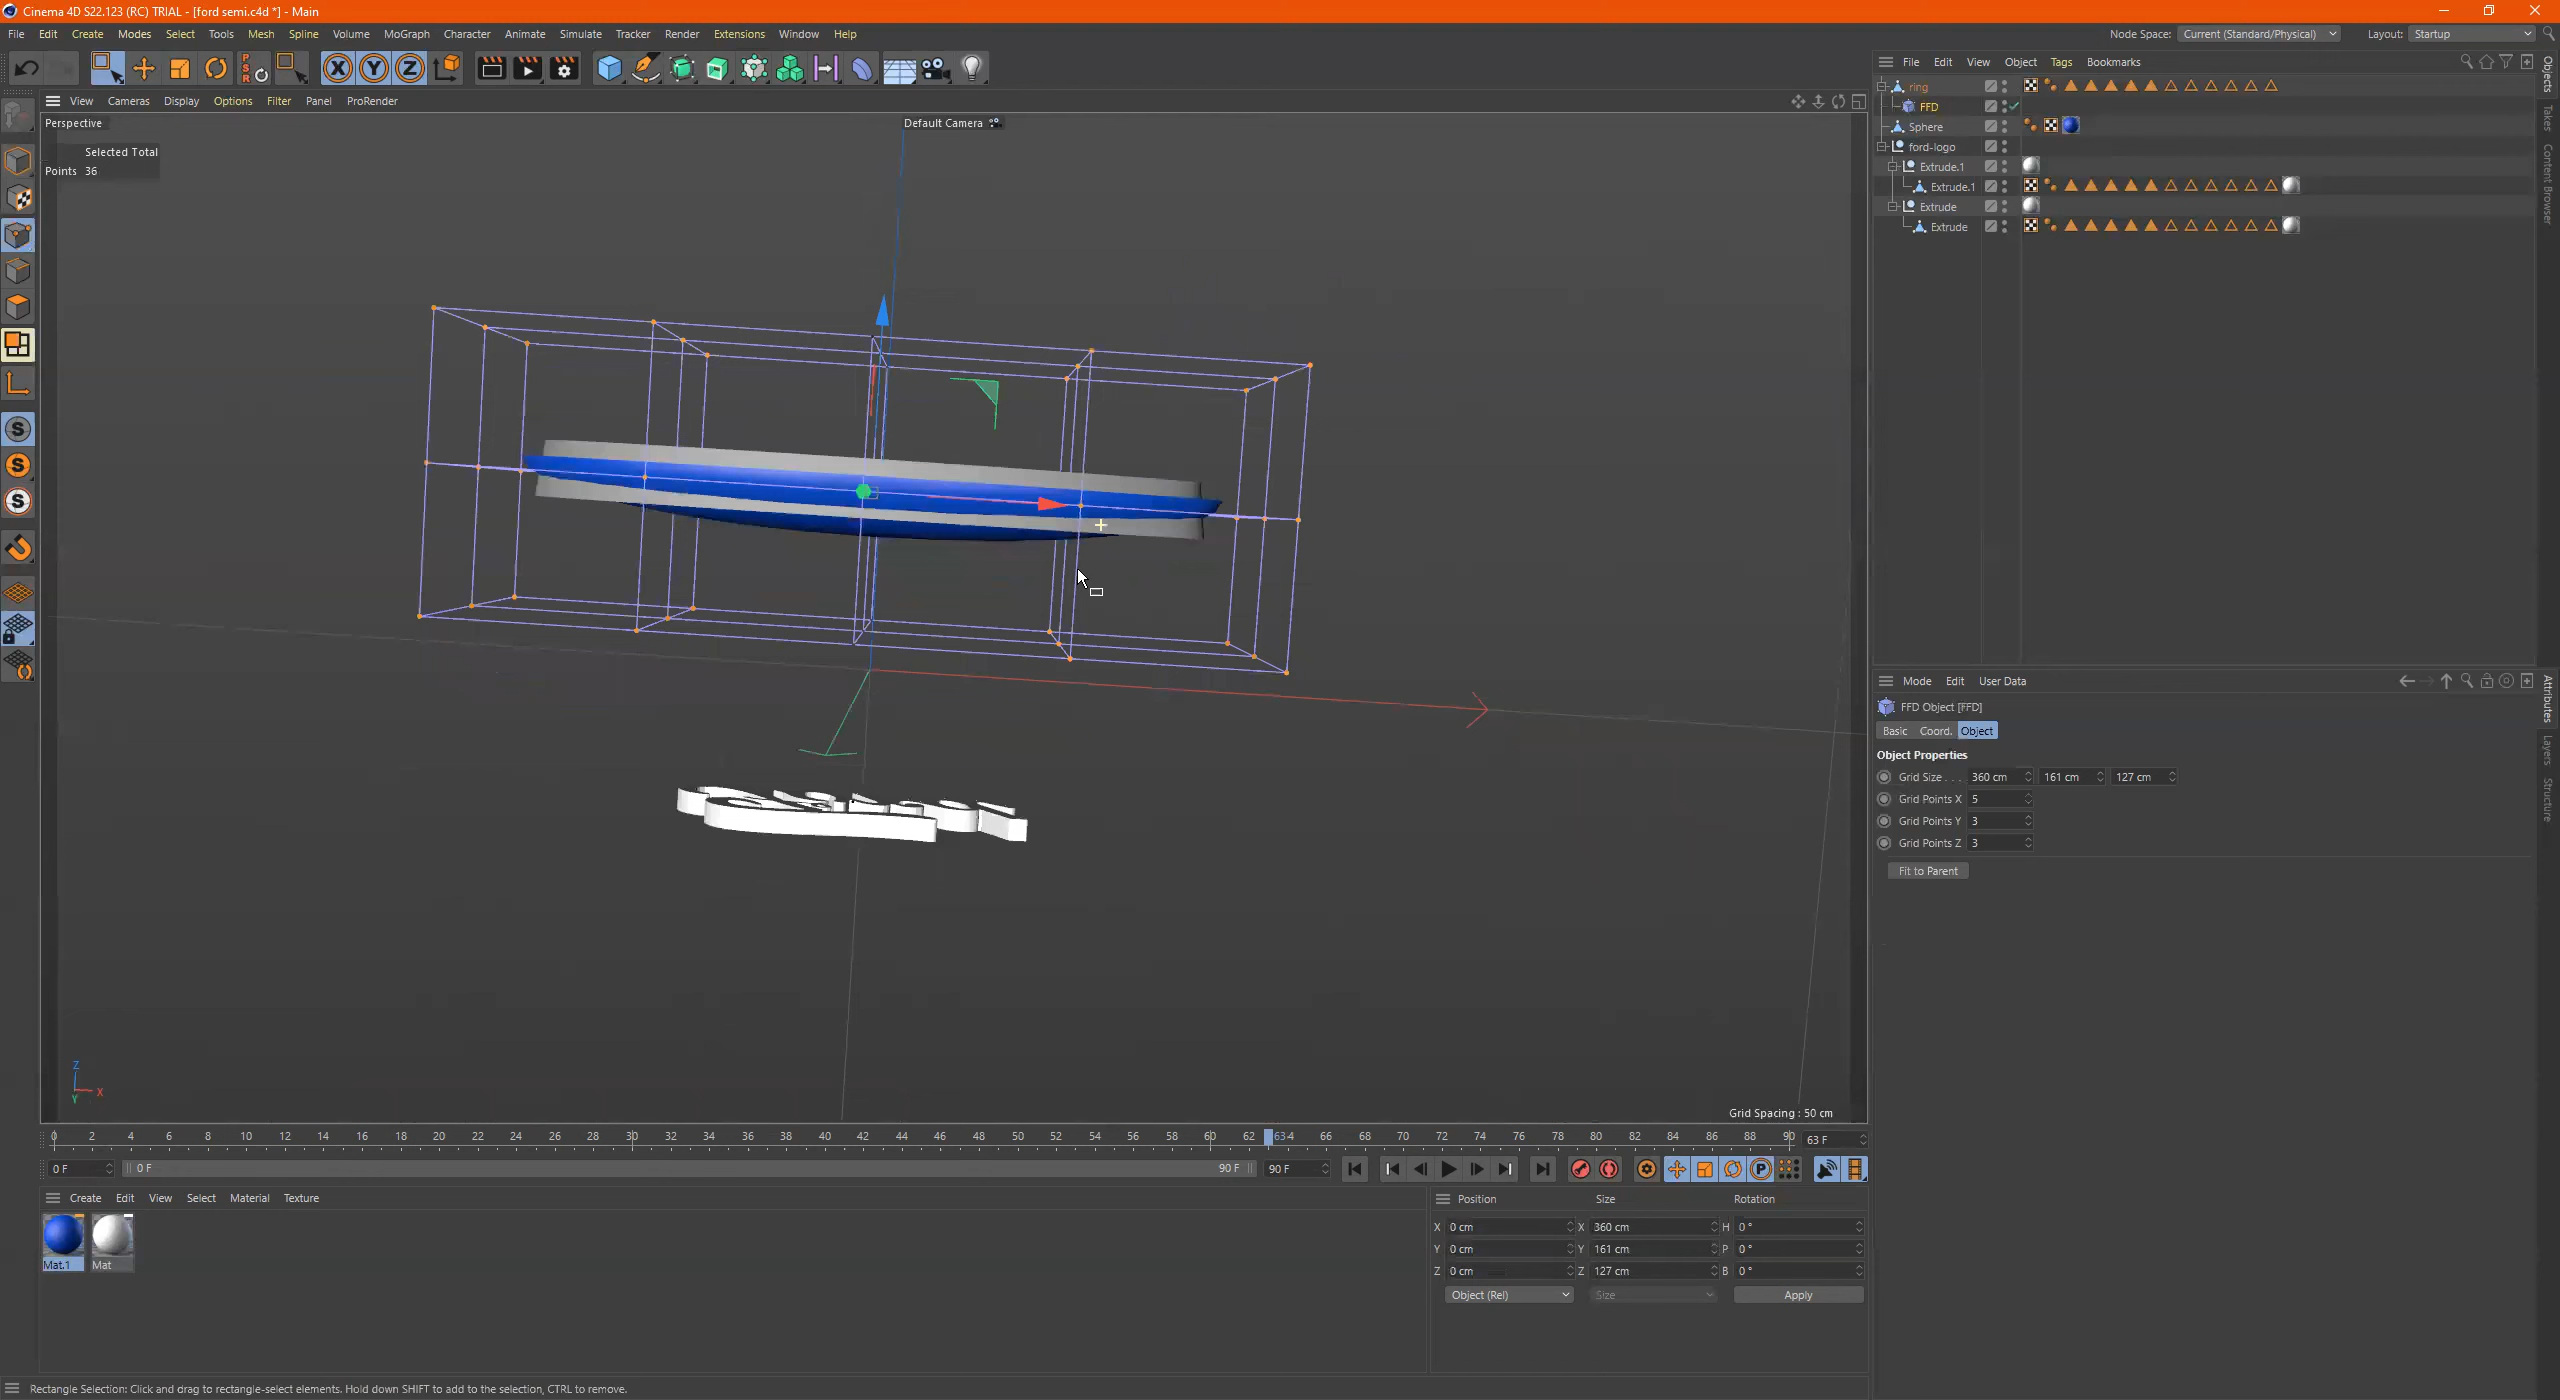 Cinema 4D S22.123 (RC) TRIAL - [ford semi.c4d *] - Main
File Edit Create Modes Select Tools Mesh Spline Volume MoGraph Character Animate Simulate Tracker Render Extensions Window Help
Node Space: Current (Standard/Physical) Layout: Startup
X Y Z
P
S
R
File Edit View Object Tags Bookmarks
View Cameras Display Options Filter Panel ProRender
Perspective
Default Camera
Selected Total
Points 36
ring
FFD
Sphere
ford-logo
Extrude.1
Extrude.1
Extrude
Extrude
Objects
Takes
Content Browser
Attributes
Layers
Structure
S
S
S
Mode Edit User Data
FFD Object [FFD]
Basic Coord. Object
Object Properties
Grid Size . . . 360 cm 161 cm 127 cm
Grid Points X 5
Grid Points Y 3
Grid Points Z 3
Fit to Parent
Z
X
Y
Grid Spacing : 50 cm
0 2 4 6 8 10 12 14 16 18 20 22 24 26 28 30 32 34 36 38 40 42 44 46 48 50 52 54 56 58 60 62 634 66 68 70 72 74 76 78 80 82 84 86 88 90 63 F
0 F 0 F 90 F 90 F P
Create Edit View Select Material Texture
Mat.1 Mat
Position Size Rotation
X 0 cm X 360 cm H 0 °
Y 0 cm Y 161 cm P 0 °
Z 0 cm Z 127 cm B 0 °
Object (Rel) Size Apply
Rectangle Selection: Click and drag to rectangle-select elements. Hold down SHIFT to add to the selection, CTRL to remove.